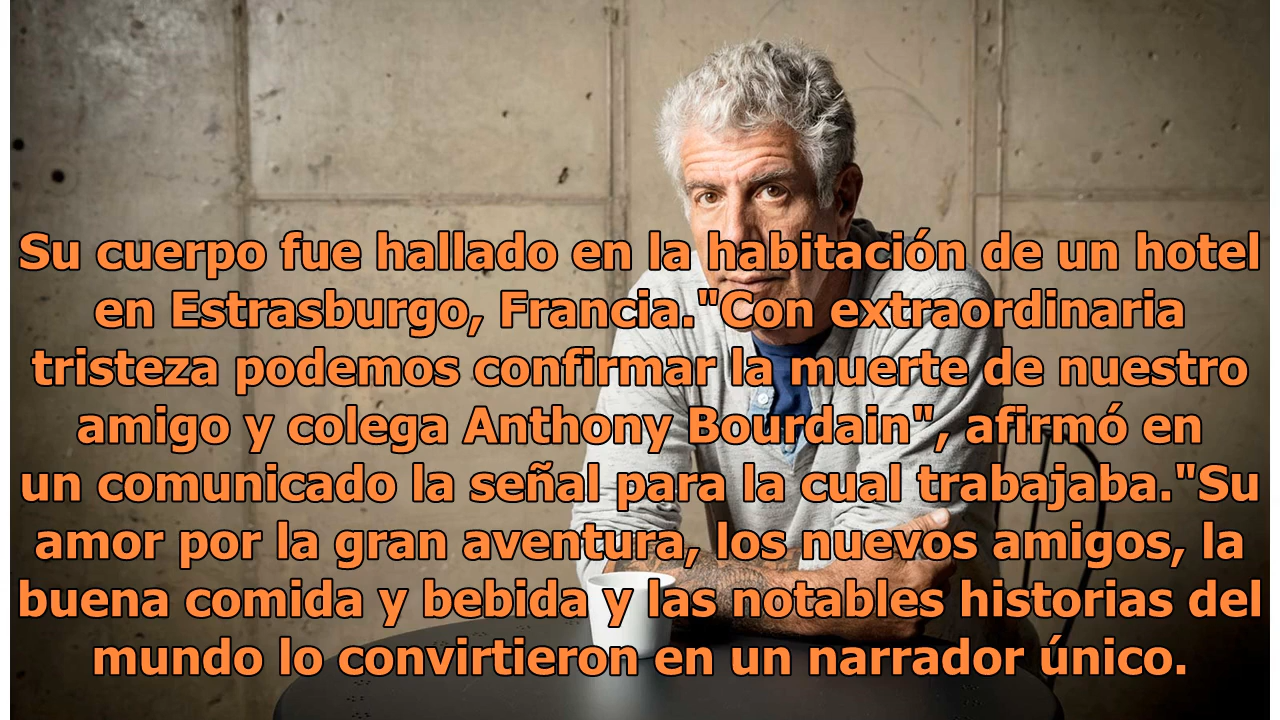 Su cuerpo fue hallado en la habitación de un hotel
en Estrasburgo, Francia."Con extraordinaria
tristeza podemos confirmar la muerte de nuestro
amigo y colega Anthony Bourdain", afirmó en
un comunicado la señal para la cual trabajaba."Su
amor por la gran aventura, los nuevos amigos, la
buena comida y bebida y las notables historias del
mundo lo convirtieron en un narrador único.